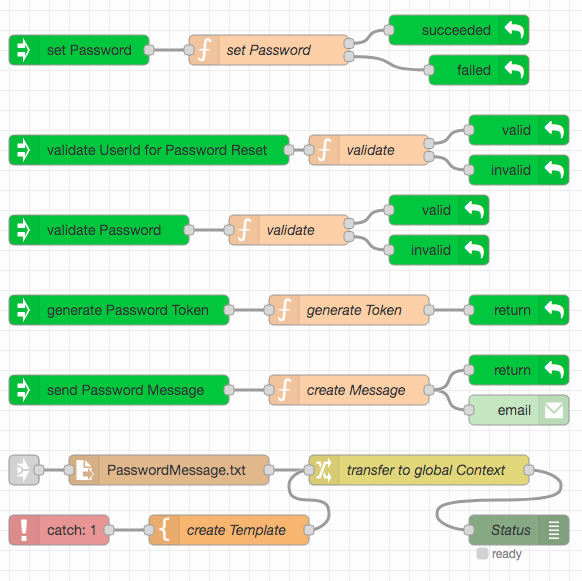 succeeded
set Password
set Password
failed
valid
validate UserId for Password Reset
validate
invalid
valid
validate Password
validate
invalid
generate Password Token
generate Token
return
return
send Password Message
create Message
email
PasswordMessage.txt
transfer to global Context
catch: 1
create Template
Status
ready